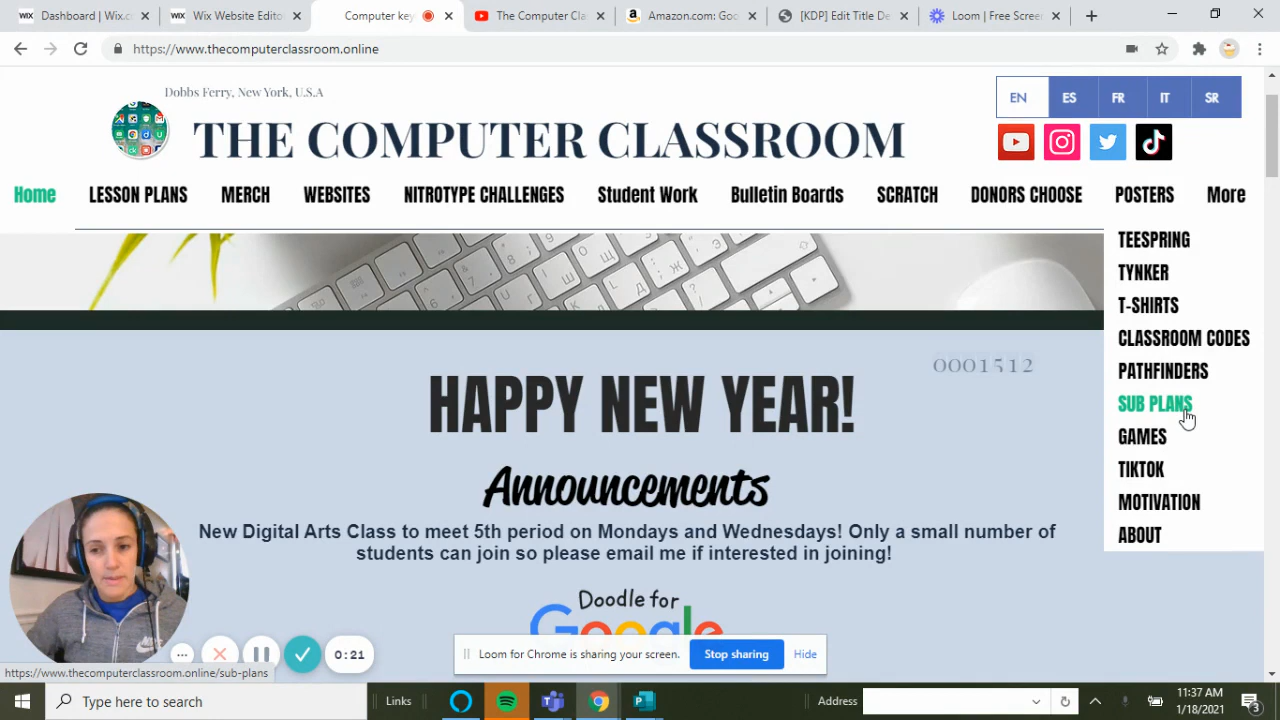 Dashboard | Wix.c
Wix Website Edito
Computer key
The Computer Cla
Amazon.com: Goo
[KDP] Edit Title De
Loom | Free Scree
https://www.thecomputerclassroom.online
Dobbs Ferry, New York, U.S.A
EN ES FR IT SR
THE COMPUTER CLASSROOM
Home LESSON PLANS MERCH WEBSITES NITROTYPE CHALLENGES Student Work Bulletin Boards SCRATCH DONORS CHOOSE POSTERS More
TEESPRING
TYNKER
T-SHIRTS
CLASSROOM CODES
PATHFINDERS
SUB PLANS
GAMES
TIKTOK
MOTIVATION
ABOUT
0001512
HAPPY NEW YEAR!
Announcements
New Digital Arts Class to meet 5th period on Mondays and Wednesdays! Only a small number of
students can join so please email me if interested in joining!
Doodle for
Google
0:21
Loom for Chrome is sharing your screen. Stop sharing Hide
https://www.thecomputerclassroom.online/sub-plans
Type here to search
Links
Address
11:37 AM
1/18/2021
3